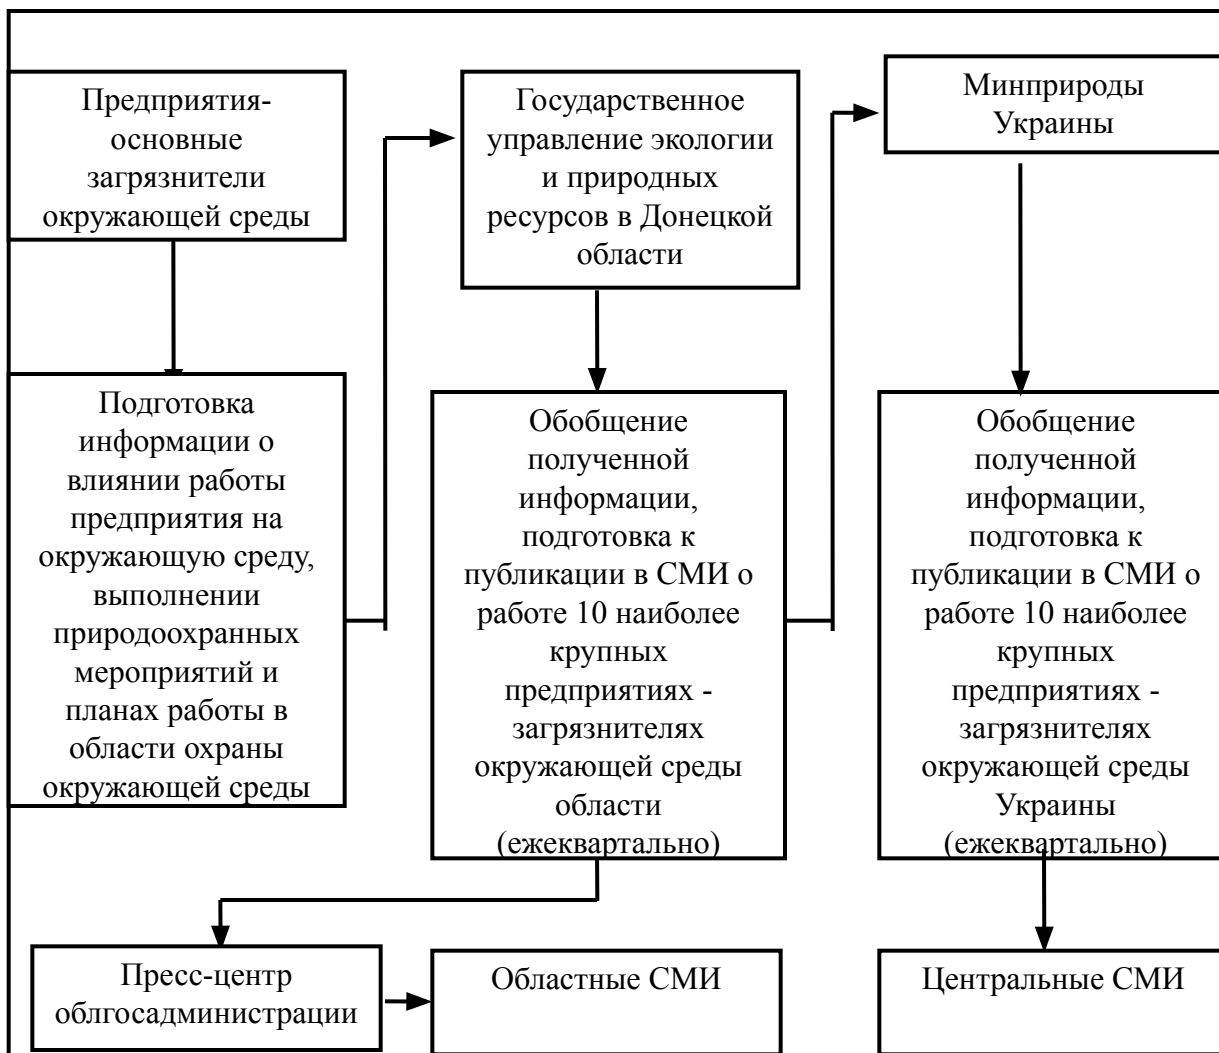 Предприятия-
основные
загрязнители
окружающей среды
Государственное
управление экологии
и природных
ресурсов в Донецкой
области
Минприроды
Украины
Подготовка
информации о
влиянии работы
предприятия на
окружающую среду,
выполнении
природоохранных
мероприятий и
планах работы в
области охраны
окружающей среды
Обобщение
полученной
информации,
подготовка к
публикации в СМИ о
работе 10 наиболее
крупных
предприятиях -
загрязнителях
окружающей среды
области
(ежеквартально)
Обобщение
полученной
информации,
подготовка к
публикации в СМИ о
работе 10 наиболее
крупных
предприятиях -
загрязнителях
окружающей среды
Украины
(ежеквартально)
Пресс-центр
облгосадминистрации
Областные СМИ
Центральные СМИ